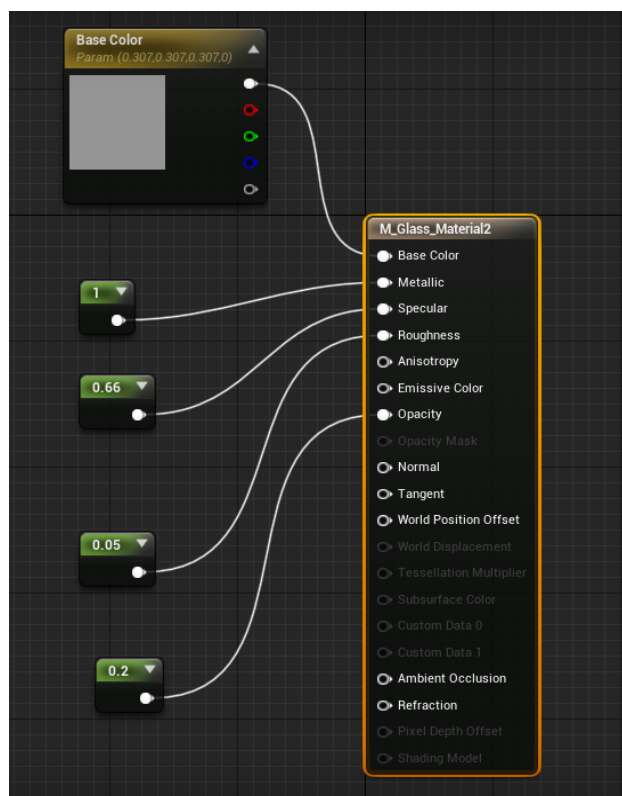 Base Color
Param (0.307,0.307,0.307,0)
M_Glass_Material2
Base Color
1
Metallic
Specular
Roughness
Anisotropy
0.66
Emissive Color
Opacity
Opacity Mask
Normal
Tangent
World Position Offset
0.05
World Displacement
Tessellation Multiplier
Subsurface Color
Custom Data 0
Custom Data 1
0.2
Ambient Occlusion
Refraction
Pixel Depth Offset
Shading Model